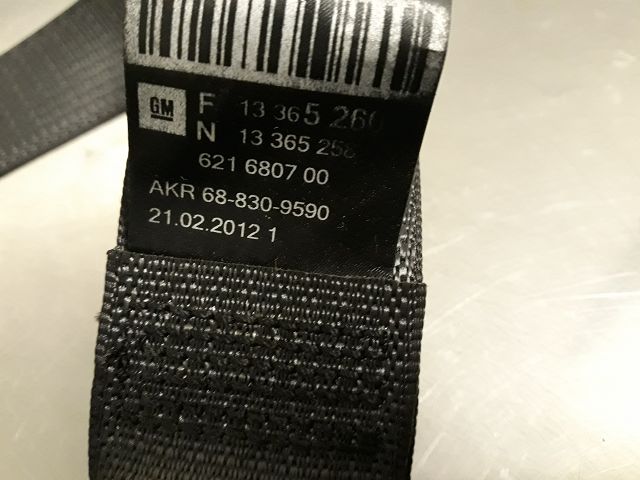 GM F 13 365 260
N 13 365 258
621 6807 00
AKR 68-830-9590
21.02.2012 1